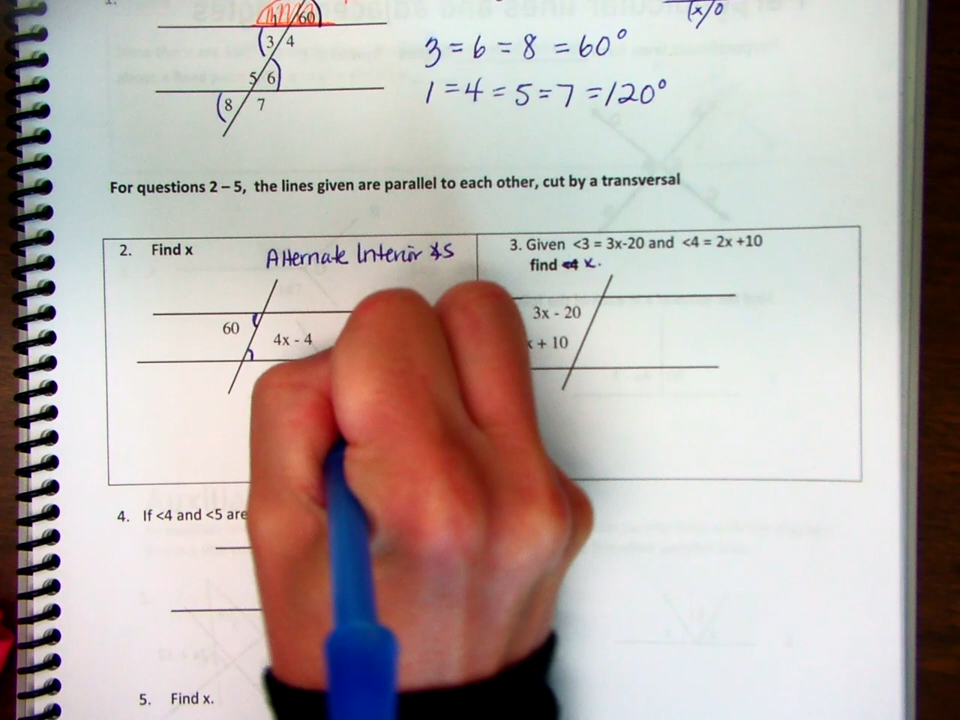 60
3 4
3 = 6 = 8 = 60°
5 6
1 = 4 = 5 = 7 = 120°
8 7
For questions 2 – 5, the lines given are parallel to each other, cut by a transversal
2. Find x
Alternate Interior ∡s
60
4x - 4
3. Given <3 = 3x-20 and <4 = 2x +10
find x.
3x - 20
x + 10
4. If <4 and <5 are
5. Find x.